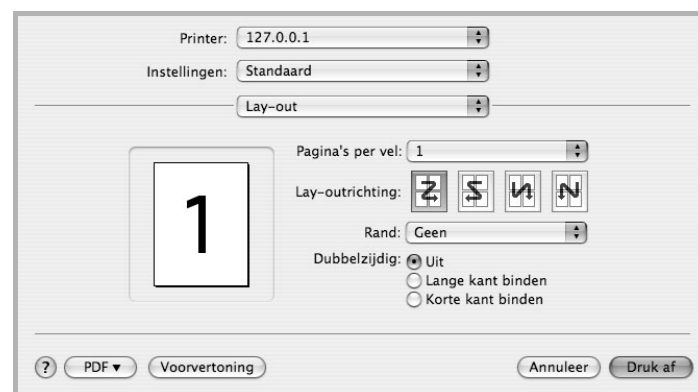 Printer: 127.0.0.1
Instellingen: Standaard
Lay-out
Pagina's per vel: 1
1
Lay-outrichting:
Rand: Geen
Dubbelzijdig: Uit
Lange kant binden
Korte kant binden
? PDF ▼ Voorvertoning Annuleer Druk af